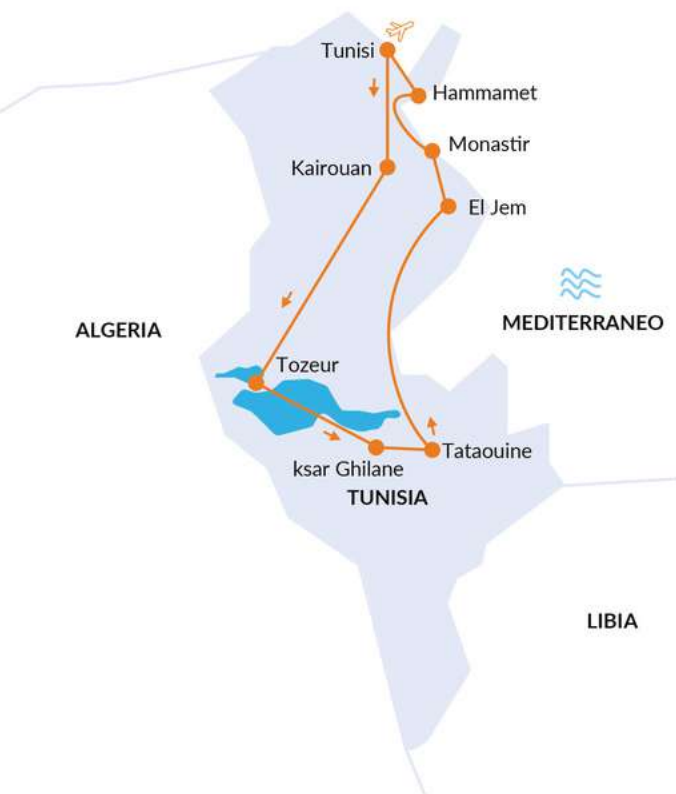 Tunisi
Hammamet
Monastir
Kairouan
El Jem
MEDITERRANEO
ALGERIA
Tozeur
Tataouine
ksar Ghilane
TUNISIA
LIBIA